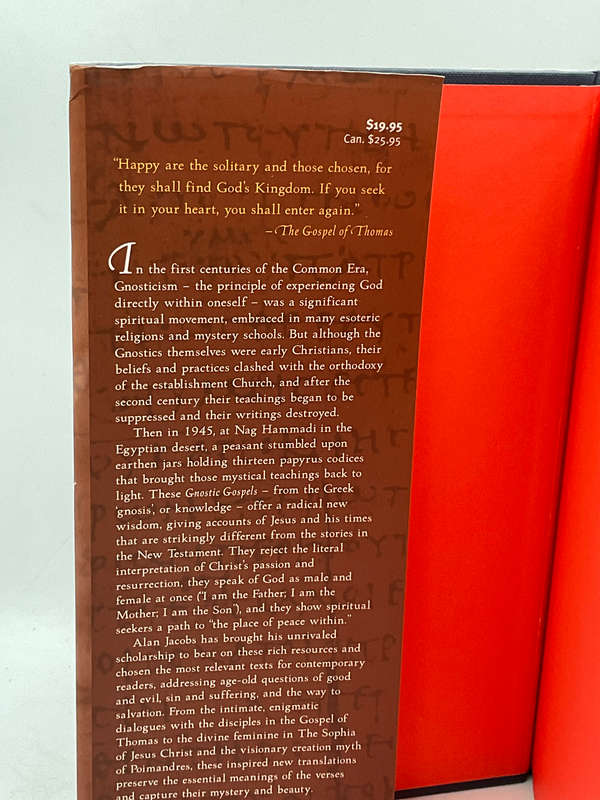 $19.95
Can. $25.95
“Happy are the solitary and those chosen, for
they shall find God’s Kingdom. If you seek
it in your heart, you shall enter again.”
– The Gospel of Thomas
In the first centuries of the Common Era,
Gnosticism – the principle of experiencing God
directly within oneself – was a significant
spiritual movement, embraced in many esoteric
religions and mystery schools. But although the
Gnostics themselves were early Christians, their
beliefs and practices clashed with the orthodoxy
of the establishment Church, and after the
second century their teachings began to be
suppressed and their writings destroyed.
Then in 1945, at Nag Hammadi in the
Egyptian desert, a peasant stumbled upon
earthen jars holding thirteen papyrus codices
that brought those mystical teachings back to
light. These Gnostic Gospels – from the Greek
‘gnosis’, or knowledge – offer a radical new
wisdom, giving accounts of Jesus and his times
that are strikingly different from the stories in
the New Testament. They reject the literal
interpretation of Christ’s passion and
resurrection, they speak of God as male and
female at once (“I am the Father; I am the
Mother; I am the Son”), and they show spiritual
seekers a path to “the place of peace within.”
Alan Jacobs has brought his unrivaled
scholarship to bear on these rich resources and
chosen the most relevant texts for contemporary
readers, addressing age-old questions of good
and evil, sin and suffering, and the way to
salvation. From the intimate, enigmatic
dialogues with the disciples in the Gospel of
Thomas to the divine feminine in The Sophia
of Jesus Christ and the visionary creation myth
of Poimandres, these inspired new translations
preserve the essential meanings of the verses
and capture their mystery and beauty.